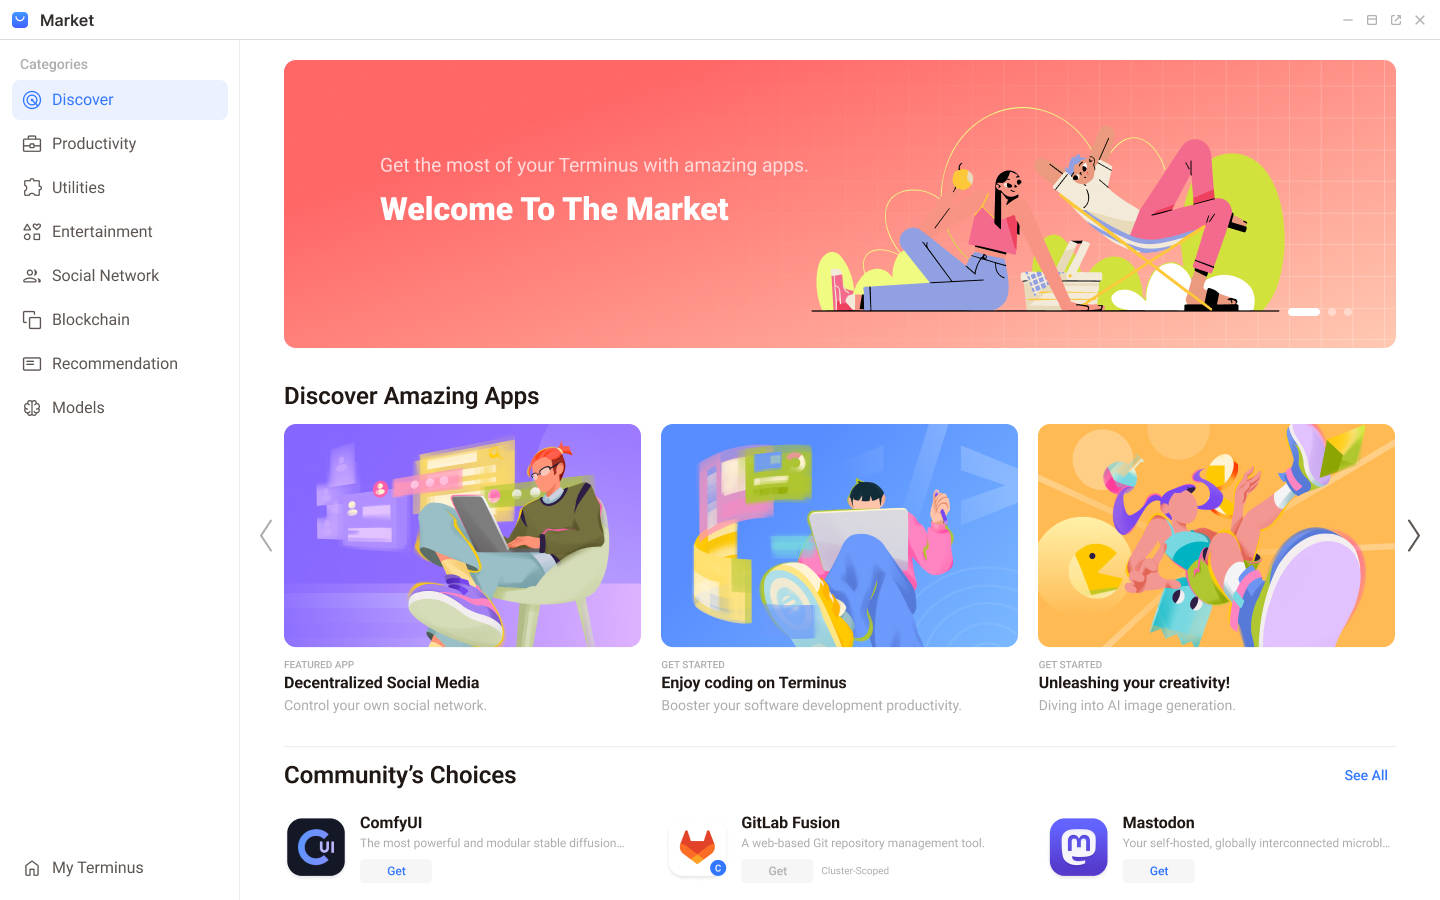 Market
Categories
Discover
Productivity
Utilities
Entertainment
Social Network
Blockchain
Recommendation
Models
My Terminus
Get the most of your Terminus with amazing apps.
Welcome To The Market
Discover Amazing Apps
FEATURED APP
Decentralized Social Media
Control your own social network.
GET STARTED
Enjoy coding on Terminus
Booster your software development productivity.
GET STARTED
Unleashing your creativity!
Diving into AI image generation.
Community’s Choices
See All
CUI
ComfyUI
The most powerful and modular stable diffusion...
Get
C
GitLab Fusion
A web-based Git repository management tool.
Get
Cluster-Scoped
m
Mastodon
Your self-hosted, globally interconnected microbl...
Get